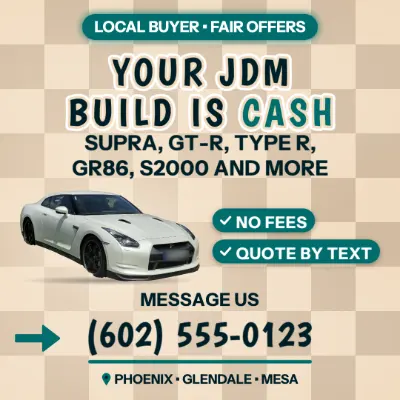 LOCAL BUYER • FAIR OFFERS
YOUR JDM
BUILD IS CASH
SUPRA, GT-R, TYPE R,
GR86, S2000 AND MORE
NO FEES
QUOTE BY TEXT
MESSAGE US
(602) 555-0123
PHOENIX • GLENDALE • MESA